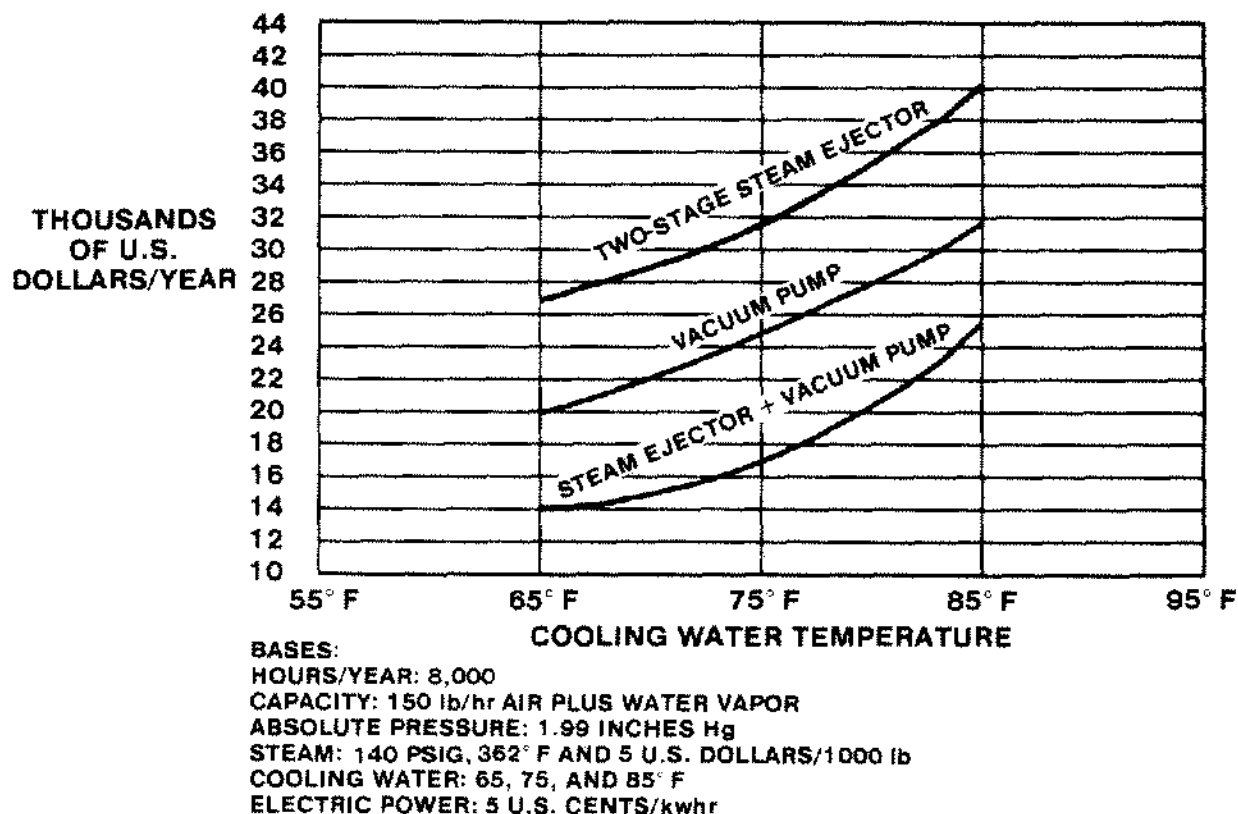 44
42
40
38
36
34
32
30
28
26
24
22
20
18
16
14
12
10
THOUSANDS
OF U.S.
DOLLARS/YEAR
TWO-STAGE STEAM EJECTOR
VACUUM PUMP
STEAM EJECTOR + VACUUM PUMP
55° F 65° F 75° F 85° F 95° F
COOLING WATER TEMPERATURE
BASES:
HOURS/YEAR: 8,000
CAPACITY: 150 lb/hr AIR PLUS WATER VAPOR
ABSOLUTE PRESSURE: 1.99 INCHES Hg
STEAM: 140 PSIG, 362° F AND 5 U.S. DOLLARS/1000 lb
COOLING WATER: 65, 75, AND 85° F
ELECTRIC POWER: 5 U.S. CENTS/kwhr